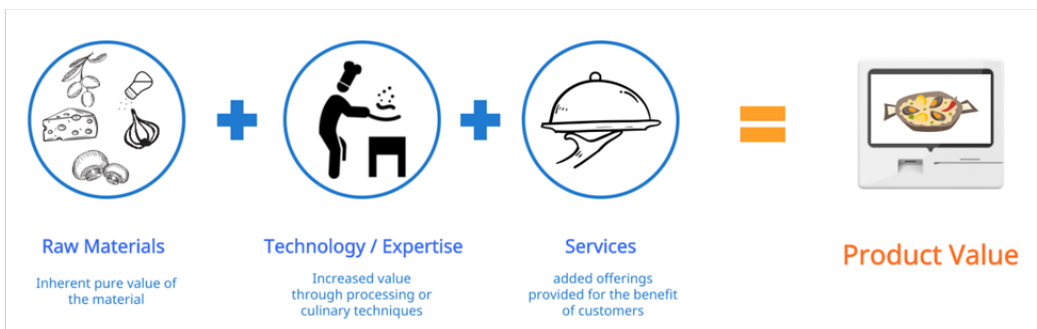 Raw Materials
Inherent pure value of
the material
Technology / Expertise
Increased value
through processing or
culinary techniques
Services
added offerings
provided for the benefit
of customers
Product Value